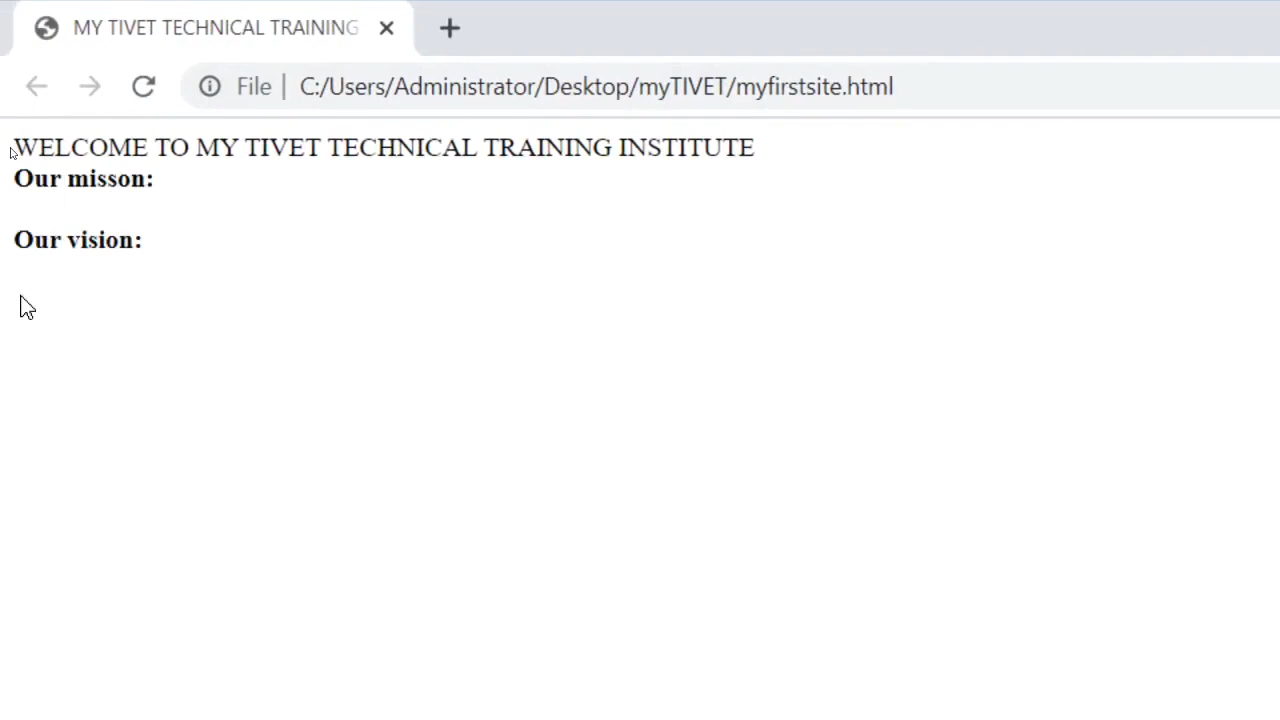 MY TIVET TECHNICAL TRAINING
File | C:/Users/Administrator/Desktop/myTIVET/myfirstsite.html
WELCOME TO MY TIVET TECHNICAL TRAINING INSTITUTE
Our misson:
Our vision: